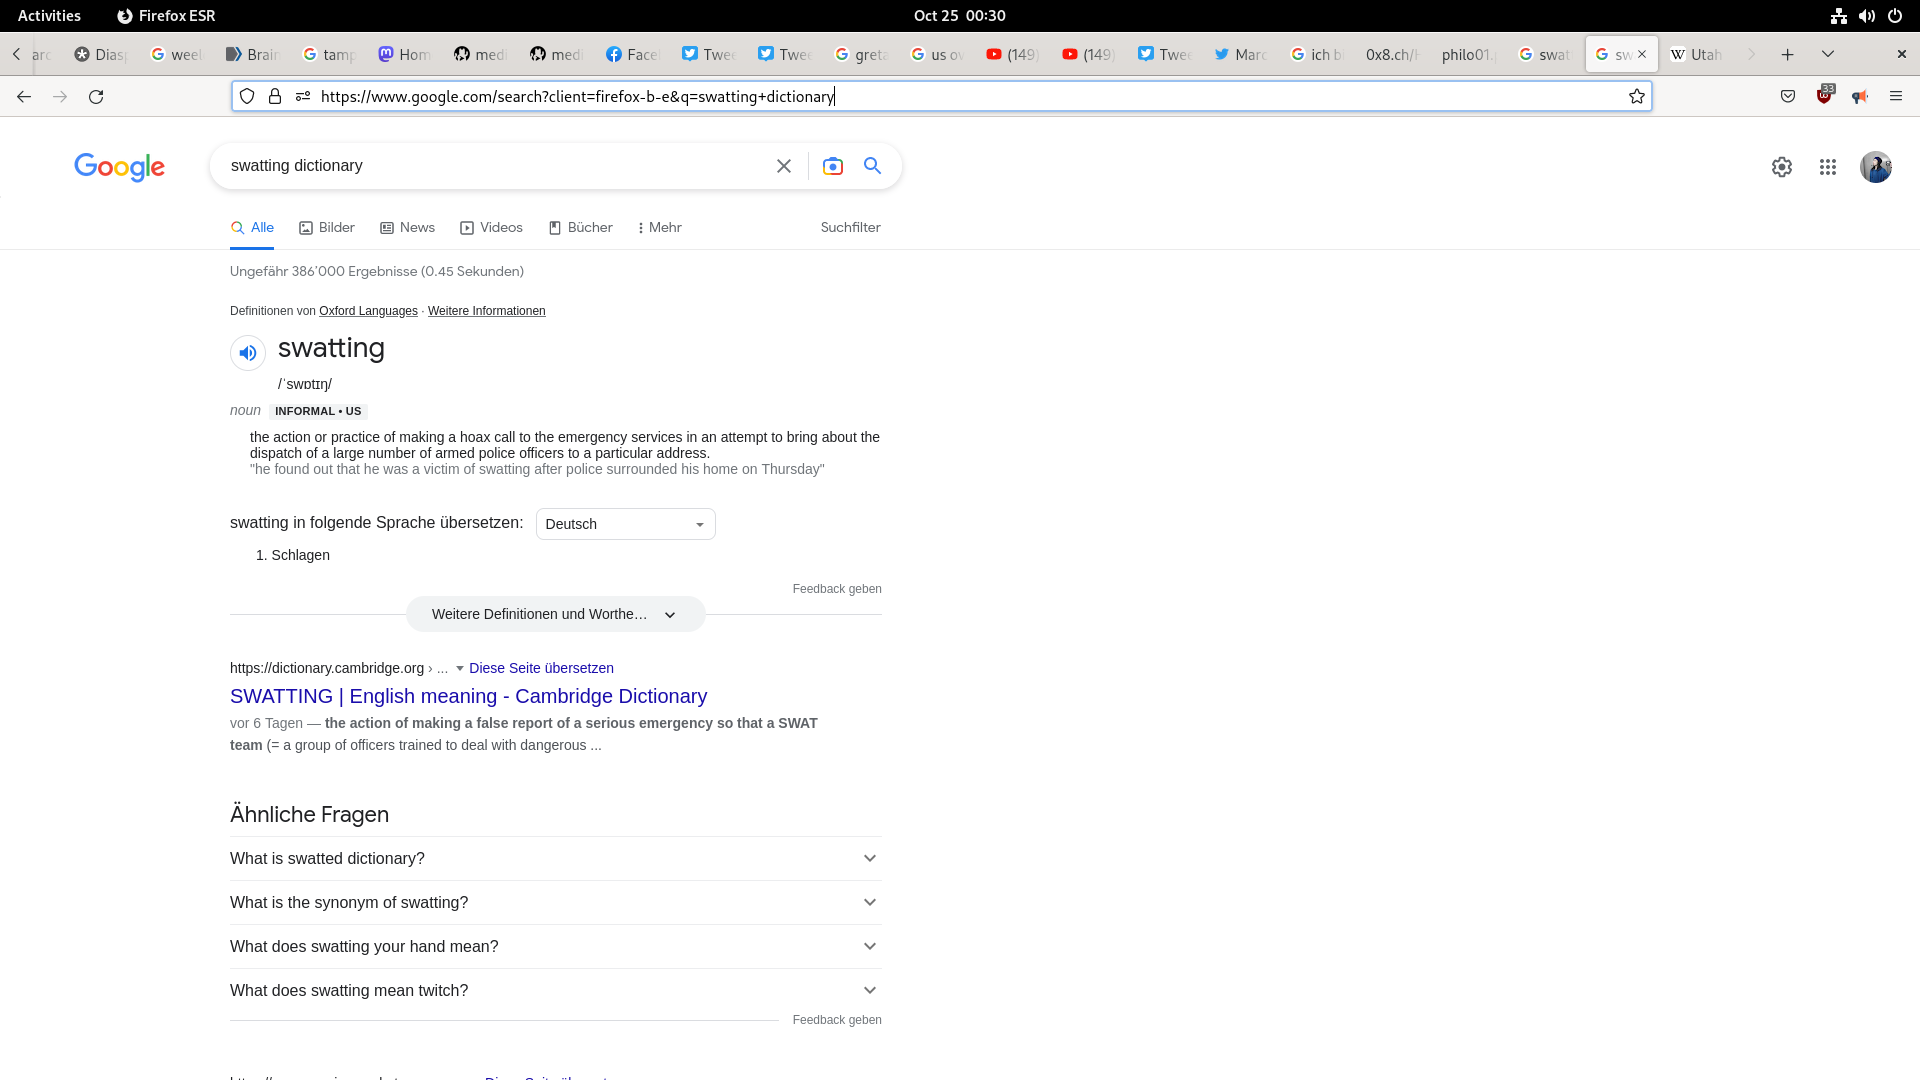 Activities Firefox ESR Oct 25 00:30
arc Dias weel Brain tamp Hom medi medi Face Twee Twee greta us ov (149) (149) Twee Marc ich b 0x8.ch/ philo01. swat sw Utah
https://www.google.com/search?client=firefox-b-e&q=swatting+dictionary 33
Google swatting dictionary
Alle Bilder News Videos Bücher Mehr Suchfilter
Ungefähr 386’000 Ergebnisse (0.45 Sekunden)
Definitionen von Oxford Languages · Weitere Informationen
swatting
/ˈswɒtɪŋ/
noun INFORMAL • US
the action or practice of making a hoax call to the emergency services in an attempt to bring about the
dispatch of a large number of armed police officers to a particular address.
"he found out that he was a victim of swatting after police surrounded his home on Thursday"
swatting in folgende Sprache übersetzen: Deutsch
1. Schlagen
Feedback geben
Weitere Definitionen und Worthe…
https://dictionary.cambridge.org › ... Diese Seite übersetzen
SWATTING | English meaning - Cambridge Dictionary
vor 6 Tagen — the action of making a false report of a serious emergency so that a SWAT
team (= a group of officers trained to deal with dangerous ...
Ähnliche Fragen
What is swatted dictionary?
What is the synonym of swatting?
What does swatting your hand mean?
What does swatting mean twitch?
Feedback geben